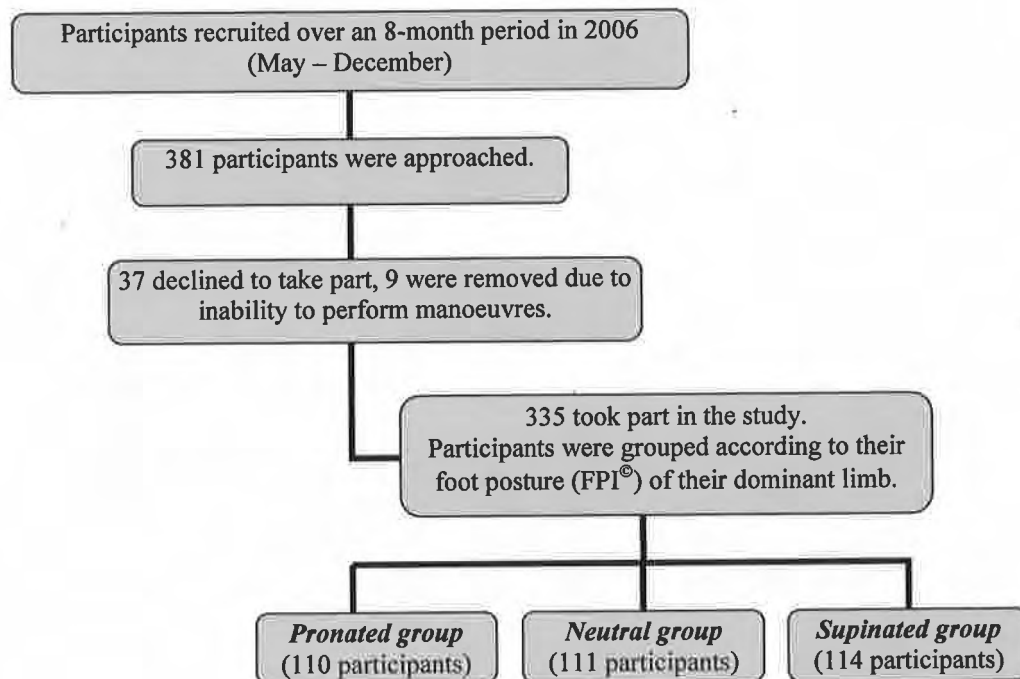 Participants recruited over an 8-month period in 2006
(May – December)
381 participants were approached.
37 declined to take part, 9 were removed due to
inability to perform manoeuvres.
335 took part in the study.
Participants were grouped according to their
foot posture (FPI©) of their dominant limb.
Pronated group
(110 participants)
Neutral group
(111 participants)
Supinated group
(114 participants)